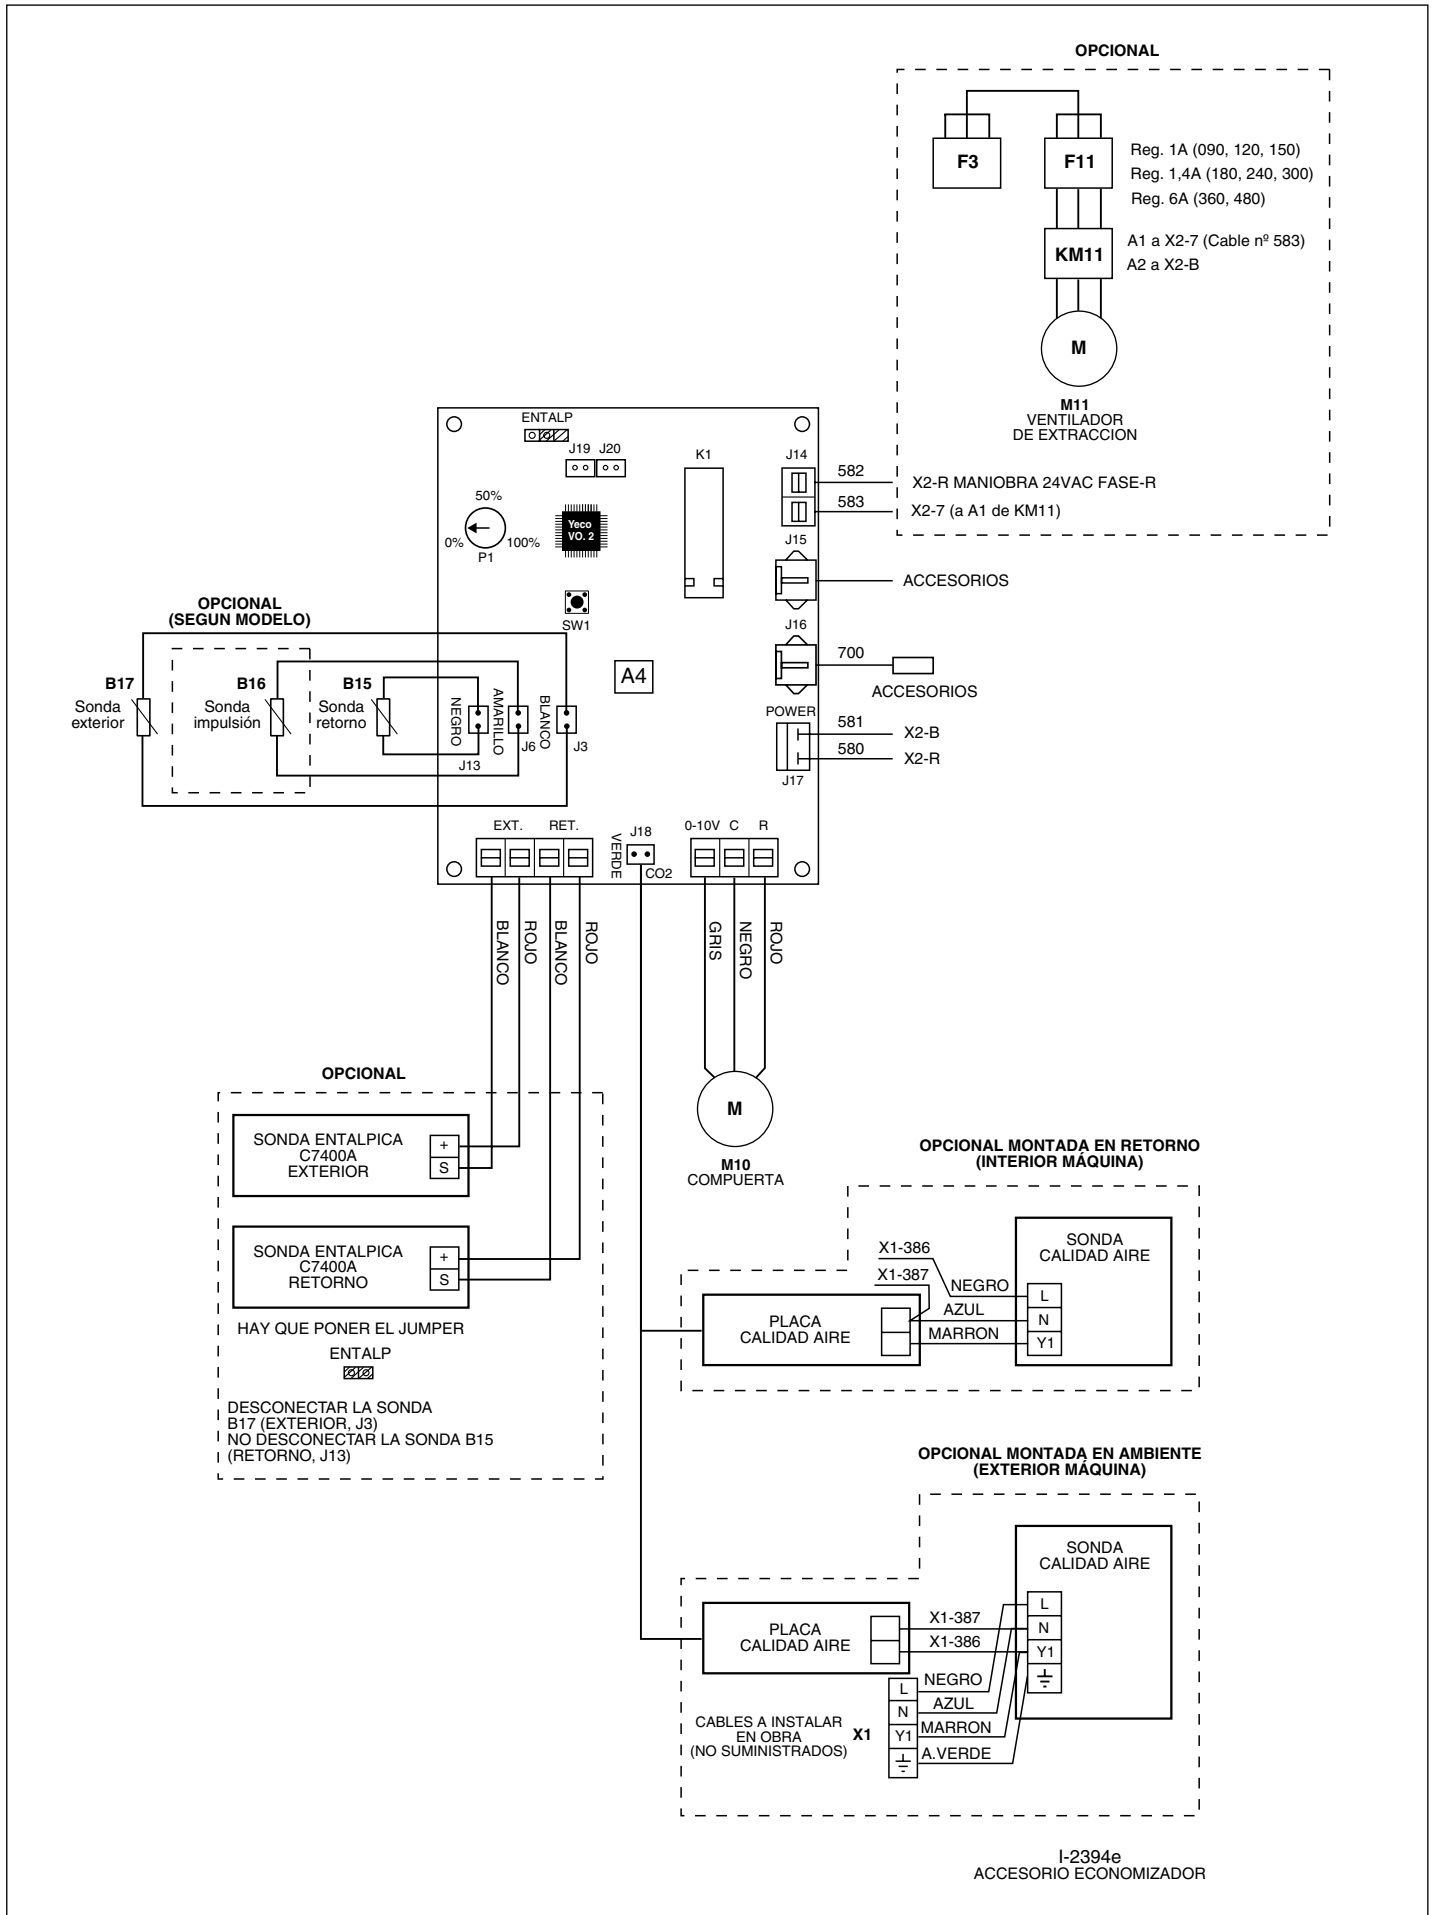 OPCIONAL
F3
F11
Reg. 1A (090, 120, 150)
Reg. 1,4A (180, 240, 300)
Reg. 6A (360, 480)
KM11
A1 a X2-7 (Cable nº 583)
A2 a X2-B
M
M11
VENTILADOR
DE EXTRACCION
ENTALP
J19 J20
K1
J14
582
X2-R MANIOBRA 24VAC FASE-R
583
X2-7 (a A1 de KM11)
50%
0%
100%
P1
Yeco
VO. 2
SW1
J15
ACCESORIOS
J16
700
ACCESORIOS
A4
OPCIONAL
(SEGUN MODELO)
B17
Sonda
exterior
B16
Sonda
impulsión
B15
Sonda
retorno
NEGRO
J13
AMARILLO
J6
BLANCO
J3
POWER
581
X2-B
580
X2-R
J17
EXT.
RET.
VERDE
J18
CO2
0-10V C R
BLANCO
ROJO
BLANCO
ROJO
GRIS
NEGRO
ROJO
M
M10
COMPUERTA
OPCIONAL
SONDA ENTALPICA
C7400A
EXTERIOR
+
S
SONDA ENTALPICA
C7400A
RETORNO
+
S
HAY QUE PONER EL JUMPER
ENTALP
DESCONECTAR LA SONDA
B17 (EXTERIOR, J3)
NO DESCONECTAR LA SONDA B15
(RETORNO, J13)
OPCIONAL MONTADA EN RETORNO
(INTERIOR MÁQUINA)
SONDA
CALIDAD AIRE
X1-386
X1-387
NEGRO
AZUL
MARRON
L
N
Y1
PLACA
CALIDAD AIRE
OPCIONAL MONTADA EN AMBIENTE
(EXTERIOR MÁQUINA)
SONDA
CALIDAD AIRE
L
N
Y1
PLACA
CALIDAD AIRE
X1-387
X1-386
CABLES A INSTALAR
EN OBRA
(NO SUMINISTRADOS)
X1
L
N
Y1
NEGRO
AZUL
MARRON
A.VERDE
I-2394e
ACCESORIO ECONOMIZADOR